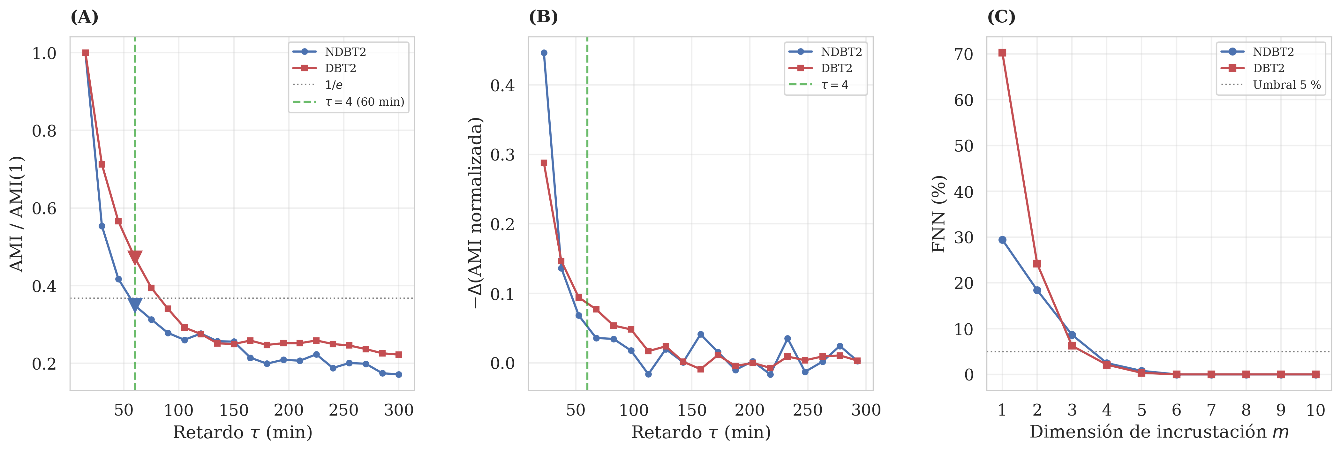 (A)
1.0
0.8
0.6
0.4
0.2
AMI / AMI(1)
50 100 150 200 250 300
Retardo τ (min)
NDBT2
DBT2
1/e
τ = 4 (60 min)
(B)
0.4
0.3
0.2
0.1
0.0
−Δ(AMI normalizada)
50 100 150 200 250 300
Retardo τ (min)
NDBT2
DBT2
τ = 4
(C)
70
60
50
40
30
20
10
0
FNN (%)
1 2 3 4 5 6 7 8 9 10
Dimensión de incrustación m
NDBT2
DBT2
Umbral 5 %